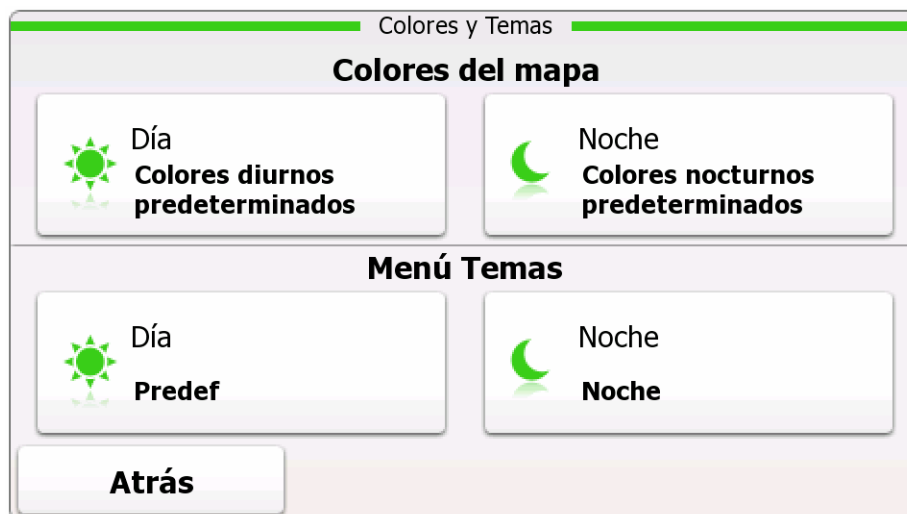 Colores y Temas
Colores del mapa
Día
Colores diurnos
predeterminados
Noche
Colores nocturnos
predeterminados
Menú Temas
Día
Predef
Noche
Noche
Atrás